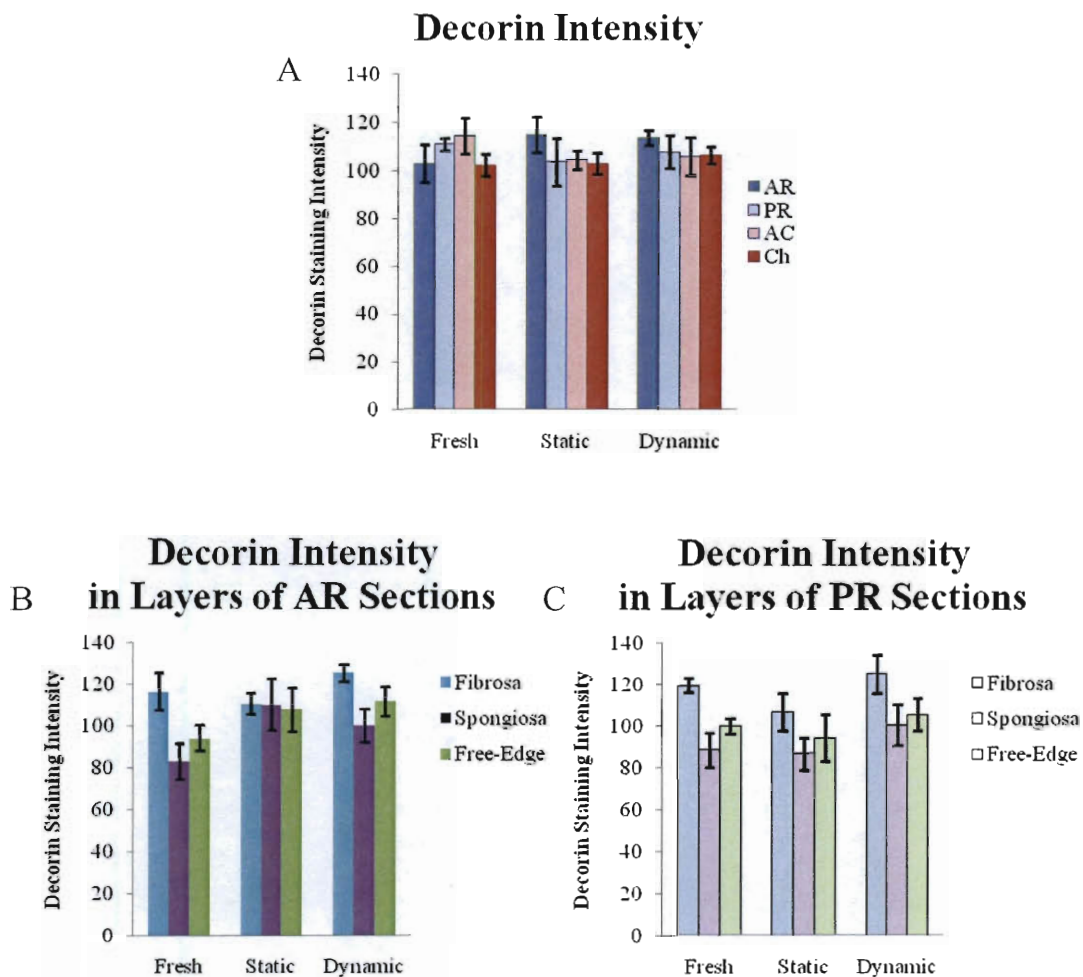 Decorin Intensity
A
Decorin Staining Intensity
140
120
100
80
60
40
20
0
Fresh
Static
Dynamic
AR
PR
AC
Ch
B
Decorin Intensity
in Layers of AR Sections
Decorin Staining Intensity
140
120
100
80
60
40
20
0
Fresh
Static
Dynamic
Fibrosa
Spongiosa
Free-Edge
C
Decorin Intensity
in Layers of PR Sections
Decorin Staining Intensity
140
120
100
80
60
40
20
0
Fresh
Static
Dynamic
Fibrosa
Spongiosa
Free-Edge